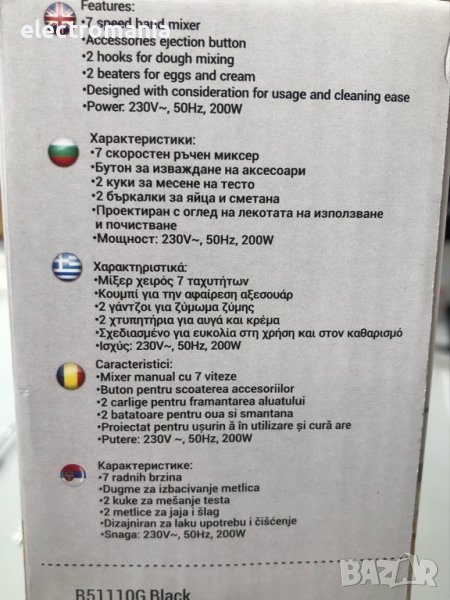 electromania
Features:
•7 speed hand mixer
•Accessories ejection button
•2 hooks for dough mixing
•2 beaters for eggs and cream
•Designed with consideration for usage and cleaning ease
•Power: 230V~, 50Hz, 200W
Характеристики:
•7 скоростен ръчен миксер
•Бутон за изваждане на аксесоари
•2 куки за месене на тесто
•2 бъркалки за яйца и сметана
•Проектиран с оглед на лекотата на използване
и почистване
•Мощност: 230V~, 50Hz, 200W
Χαρακτηριστικά:
•Μίξερ χειρός 7 ταχυτήτων
•Κουμπί για την αφαίρεση αξεσουάρ
•2 γάντζοι για ζύμωμα ζύμης
•2 χτυπητήρια για αυγά και κρέμα
•Σχεδιασμένο για ευκολία στη χρήση και στον καθαρισμό
•Ισχύς: 230V~, 50Hz, 200W
Caracteristici:
•Mixer manual cu 7 viteze
•Buton pentru scoaterea accesoriilor
•2 carlige pentru framantarea aluatului
•2 batatoare pentru oua si smantana
•Proiectat pentru ușurin ă în utilizare și cură are
•Putere: 230V ~, 50Hz, 200W
Карактеристике:
•7 radnih brzina
•Dugme za izbacivanje metlica
•2 kuke za mešanje testa
•2 metlice za jaja i šlag
•Dizajniran za laku upotrebu i čišćenje
•Snaga: 230V~, 50Hz, 200W
B51110G Black
BAZAR
bg